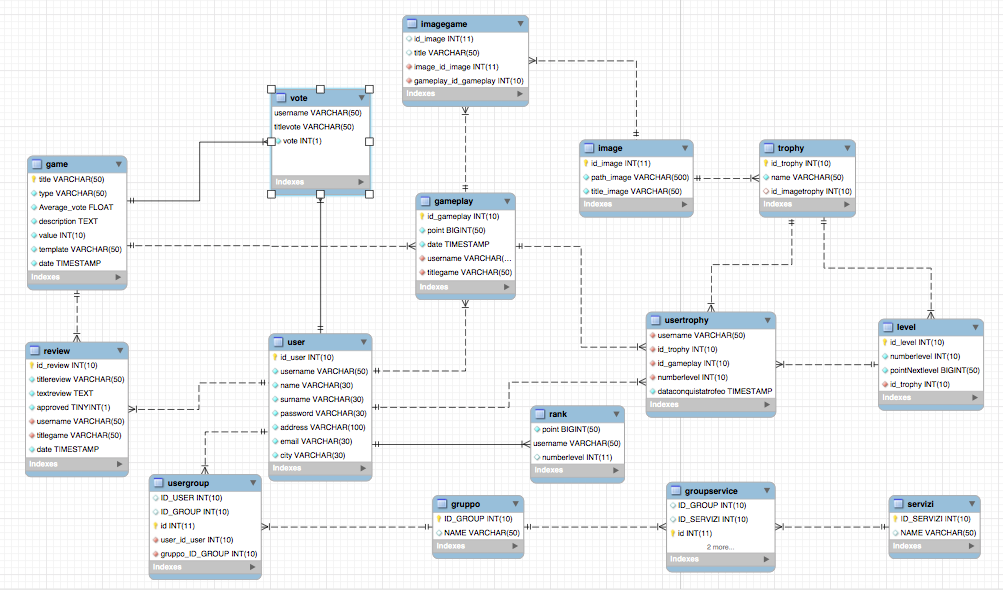 imagegame
id_image INT(11)
title VARCHAR(50)
image_id_image INT(11)
gameplay_id_gameplay INT(10)
Indexes
vote
username VARCHAR(50)
titlevote VARCHAR(50)
vote INT(1)
Indexes
game
title VARCHAR(50)
type VARCHAR(50)
Average_vote FLOAT
description TEXT
value INT(10)
template VARCHAR(50)
date TIMESTAMP
Indexes
image
id_image INT(11)
path_image VARCHAR(500)
title_image VARCHAR(50)
Indexes
trophy
id_trophy INT(10)
name VARCHAR(50)
id_imagetrophy INT(10)
Indexes
gameplay
id_gameplay INT(10)
point BIGINT(50)
date TIMESTAMP
username VARCHAR(...
titlegame VARCHAR(50)
Indexes
usertrophy
username VARCHAR(50)
id_trophy INT(10)
id_gameplay INT(10)
numberlevel INT(10)
dataconquistatrofeo TIMESTAMP
Indexes
level
id_level INT(10)
numberlevel INT(10)
pointNextlevel BIGINT(50)
id_trophy INT(10)
Indexes
review
id_review INT(10)
titlereview VARCHAR(50)
textreview TEXT
approved TINYINT(1)
username VARCHAR(50)
titlegame VARCHAR(50)
date TIMESTAMP
Indexes
user
id_user INT(10)
username VARCHAR(50)
name VARCHAR(30)
surname VARCHAR(30)
password VARCHAR(30)
address VARCHAR(100)
email VARCHAR(30)
city VARCHAR(30)
Indexes
rank
point BIGINT(50)
username VARCHAR(50)
numberlevel INT(11)
Indexes
usergroup
ID_USER INT(10)
ID_GROUP INT(10)
id INT(11)
user_id_user INT(10)
gruppo_ID_GROUP INT(10)
Indexes
gruppo
ID_GROUP INT(10)
NAME VARCHAR(50)
Indexes
groupservice
ID_GROUP INT(10)
ID_SERVIZI INT(10)
id INT(11)
2 more...
Indexes
servizi
ID_SERVIZI INT(10)
NAME VARCHAR(50)
Indexes